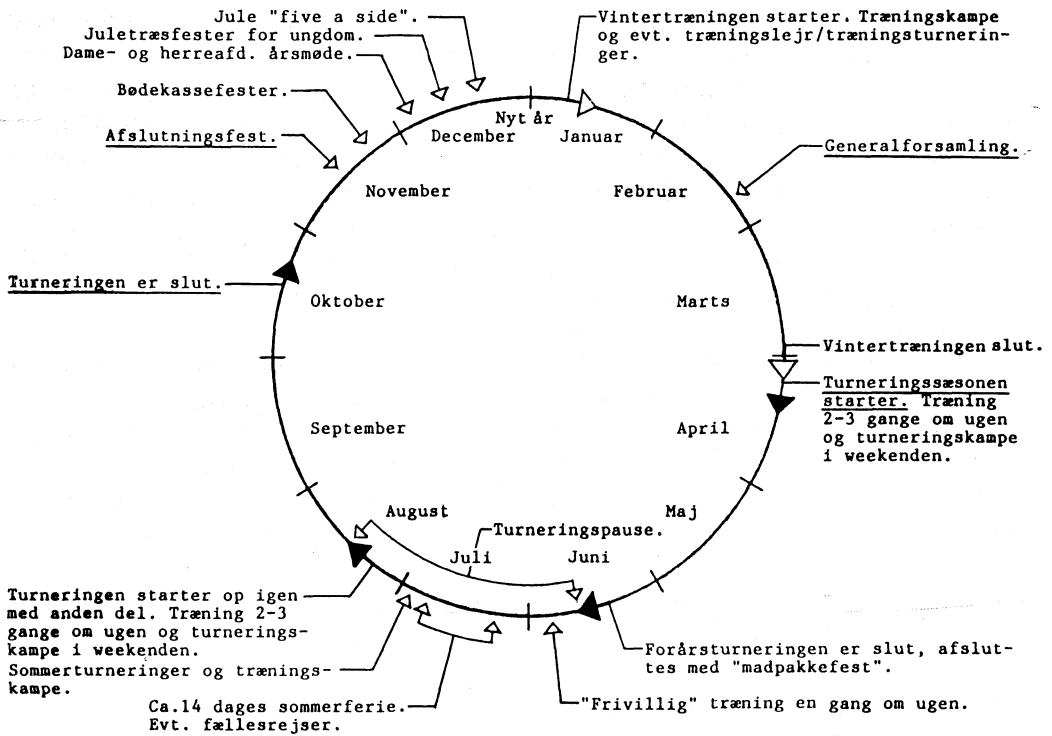 Jule "five a side".
Juletræsfester for ungdom.
Dame- og herreafd. årsmøde.
Bødekassefester.
Afslutningsfest.
Turneringen er slut.
Vintertræningen starter. Træningskampe
og evt. træningslejr/træningsturnerin-
ger.
Generalforsamling.
Vintertræningen slut.
Turneringssæsonen
starter. Træning
2-3 gange om ugen
og turneringskampe
i weekenden.
Nyt år
December
Januar
November
Februar
Oktober
Marts
September
April
August
Maj
Turneringspause.
Juli
Juni
Turneringen starter op igen
med anden del. Træning 2-3
gange om ugen og turnerings-
kampe i weekenden.
Sommerturneringer og trænings-
kampe.
Ca.14 dages sommerferie.
Evt. fællesrejser.
Forårsturneringen er slut, afslut-
tes med "madpakkefest".
"Frivillig" træning en gang om ugen.